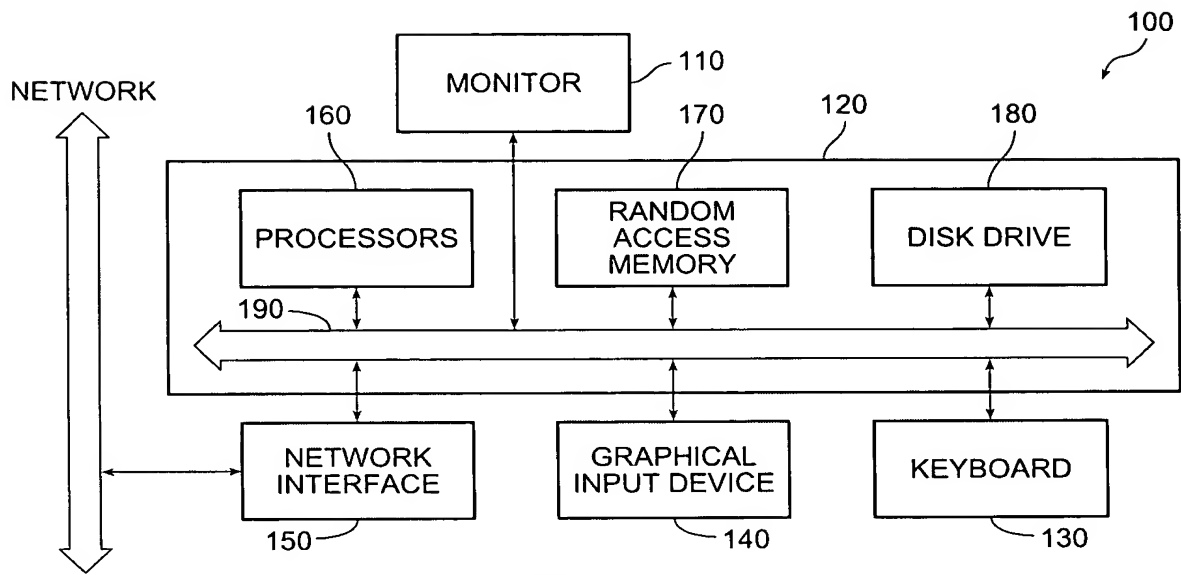 100
NETWORK
MONITOR
110
160
170
120
180
PROCESSORS
RANDOM
ACCESS
MEMORY
DISK DRIVE
190
NETWORK
INTERFACE
GRAPHICAL
INPUT DEVICE
KEYBOARD
150
140
130